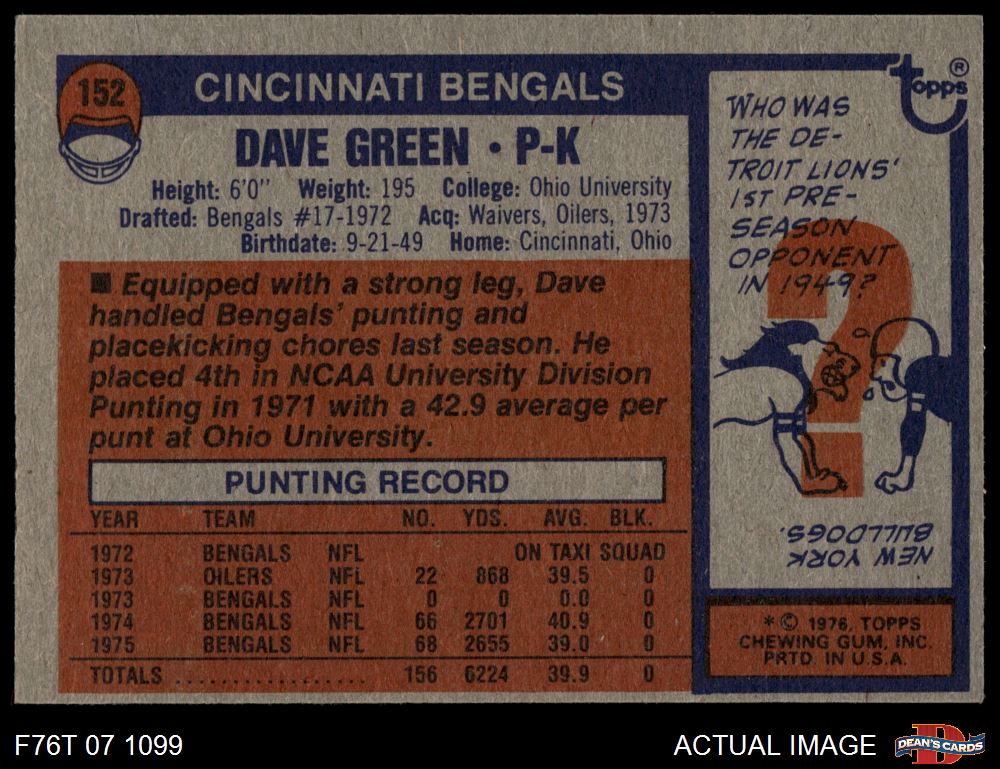 152
CINCINNATI BENGALS
DAVE GREEN • P-K
Height: 6'0" Weight: 195 College: Ohio University
Drafted: Bengals #17-1972 Acq: Waivers, Oilers, 1973
Birthdate: 9-21-49 Home: Cincinnati, Ohio
■ Equipped with a strong leg, Dave
handled Bengals' punting and
placekicking chores last season. He
placed 4th in NCAA University Division
Punting in 1971 with a 42.9 average per
punt at Ohio University.
PUNTING RECORD
YEAR TEAM NO. YDS. AVG. BLK.
1972 BENGALS NFL ON TAXI SQUAD
1973 OILERS NFL 22 868 39.5 0
1973 BENGALS NFL 0 0 0.0 0
1974 BENGALS NFL 66 2701 40.9 0
1975 BENGALS NFL 68 2655 39.0 0
TOTALS .................. 156 6224 39.9 0
topps ®
WHO WAS
THE DE-
TROIT LIONS'
1ST PRE-
SEASON
OPPONENT
IN 1949?
?
NEW YORK
BULLDOGS.
* © 1976, TOPPS
CHEWING GUM, INC.
PRTD. IN U.S.A.
F76T 07 1099
ACTUAL IMAGE
D
DEAN'S CARDS